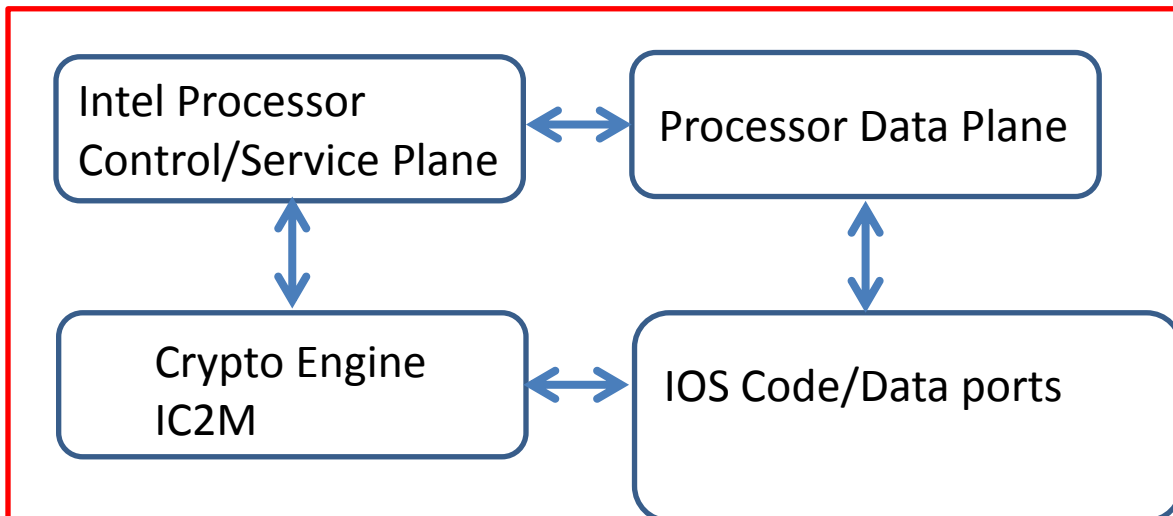 Intel Processor
Control/Service Plane
Processor Data Plane
Crypto Engine
IC2M
IOS Code/Data ports